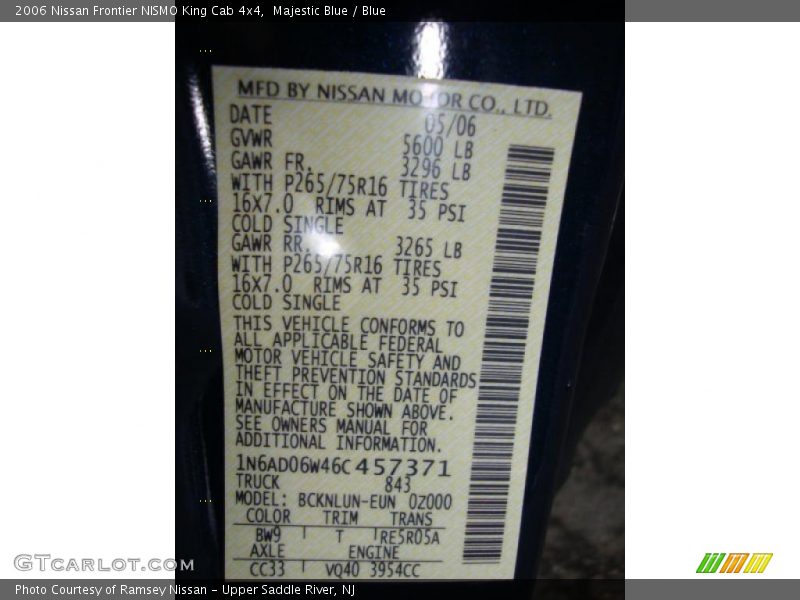 2006 Nissan Frontier NISMO King Cab 4x4,  Majestic Blue / Blue
MFD BY NISSAN MOTOR CO., LTD.
DATE 05/06
GVWR 5600 LB
GAWR FR. 3296 LB
WITH P265/75R16 TIRES
16X7.0 RIMS AT 35 PSI
COLD SINGLE
GAWR RR. 3265 LB
WITH P265/75R16 TIRES
16X7.0 RIMS AT 35 PSI
COLD SINGLE
THIS VEHICLE CONFORMS TO
ALL APPLICABLE FEDERAL
MOTOR VEHICLE SAFETY AND
THEFT PREVENTION STANDARDS
IN EFFECT ON THE DATE OF
MANUFACTURE SHOWN ABOVE.
SEE OWNERS MANUAL FOR
ADDITIONAL INFORMATION.
1N6AD06W46C457371
TRUCK 843
MODEL: BCKNLUN-EUN 0Z000
COLOR TRIM TRANS
BW9 T RE5R05A
AXLE ENGINE
CC33 VQ40 3954CC
GTCarlot.com
Photo Courtesy of Ramsey Nissan - Upper Saddle River, NJ